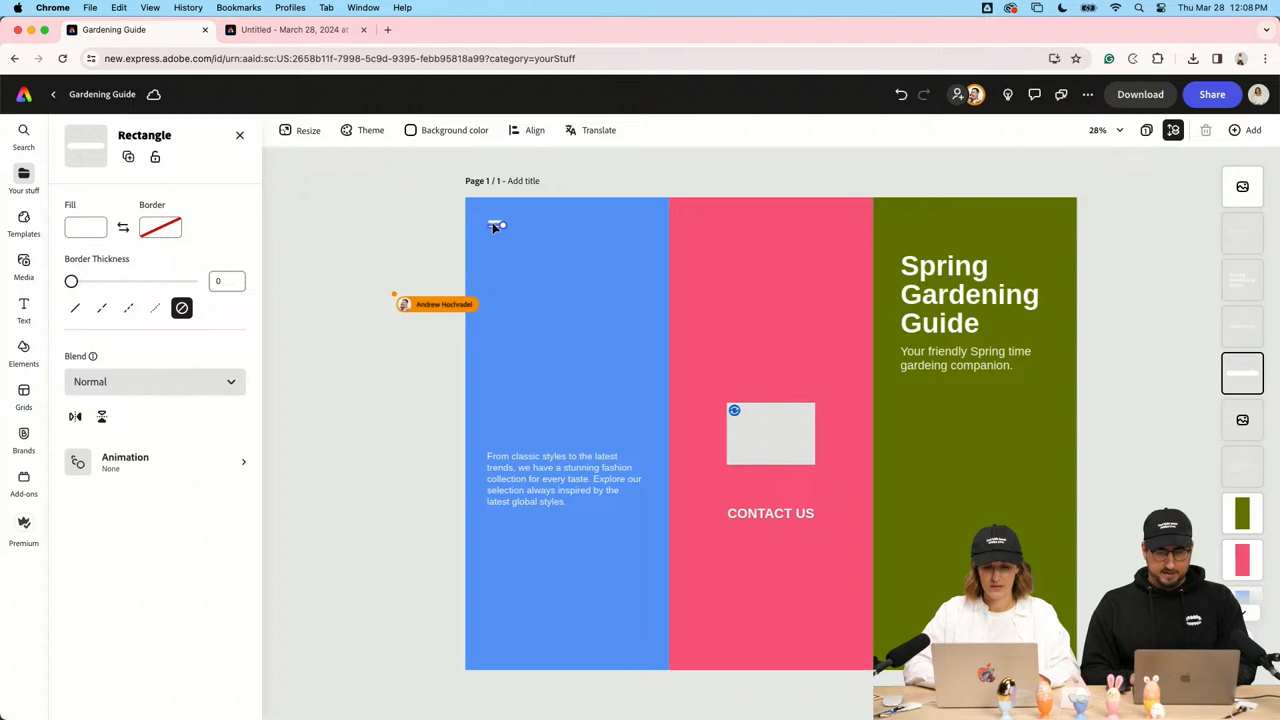 Chrome File Edit View History Bookmarks Profiles Tab Window Help
Thu Mar 28 12:08 PM
Gardening Guide
Untitled - March 28, 2024 at
new.express.adobe.com/id/urn:aaid:sc:US:2658b11f-7998-5c9d-9395-febb95818a99?category=yourStuff
Gardening Guide
Download
Share
Search
Your stuff
Templates
Media
Text
Elements
Grids
Brands
Add-ons
Premium
Rectangle
Fill
Border
Border Thickness
0
Blend
Normal
Animation
None
Resize
Theme
Background color
Align
Translate
28%
1
Add
Page 1 / 1 - Add title
Andrew Hochradel
From classic styles to the latest
trends, we have a stunning fashion
collection for every taste. Explore our
selection always inspired by the
latest global styles.
CONTACT US
Spring
Gardening
Guide
Your friendly Spring time
gardeing companion.